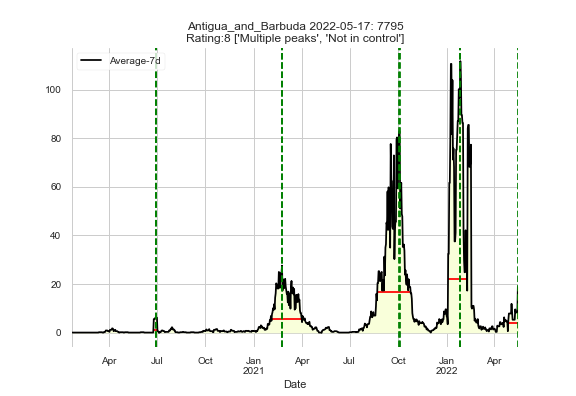 Antigua_and_Barbuda 2022-05-17: 7795
Rating:8 ['Multiple peaks', 'Not in control']
Average-7d
100
80
60
40
20
0
Apr Jul Oct Jan Apr Jul Oct Jan Apr
2021 2022
Date